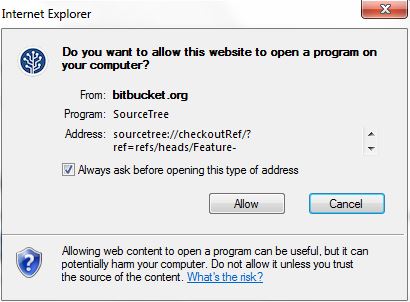 Internet Explorer
Do you want to allow this website to open a program on
your computer?
From: bitbucket.org
Program: SourceTree
Address: sourcetree://checkoutRef/?
ref=refs/heads/Feature-
Always ask before opening this type of address
Allow Cancel
Allowing web content to open a program can be useful, but it can
potentially harm your computer. Do not allow it unless you trust
the source of the content. What's the risk?